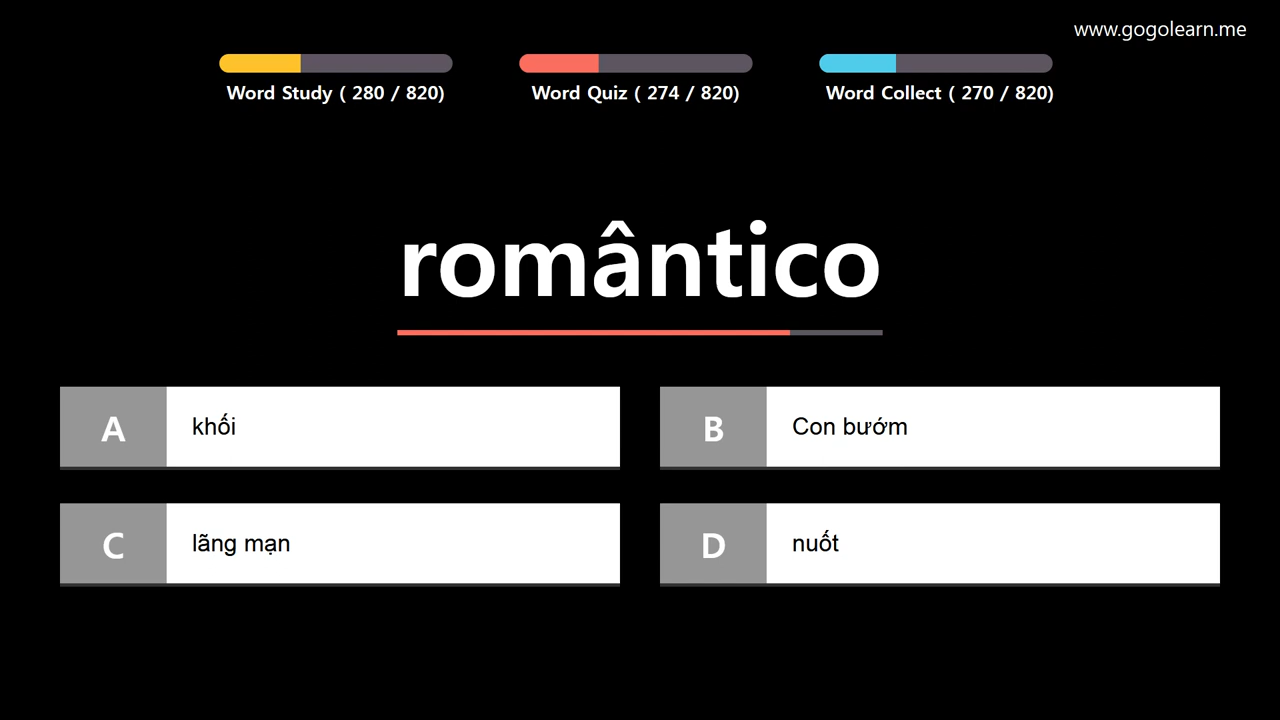 www.gogolearn.me
Word Study ( 280 / 820)
Word Quiz ( 274 / 820)
Word Collect ( 270 / 820)
romântico
A khối
B Con bướm
C lãng mạn
D nuốt